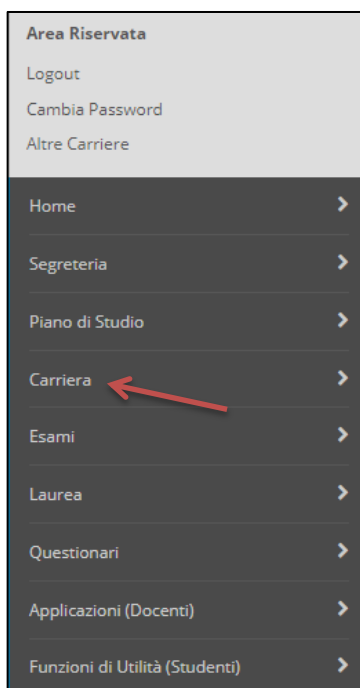 Area Riservata
Logout
Cambia Password
Altre Carriere
Home
Segreteria
Piano di Studio
Carriera
Esami
Laurea
Questionari
Applicazioni (Docenti)
Funzioni di Utilità (Studenti)